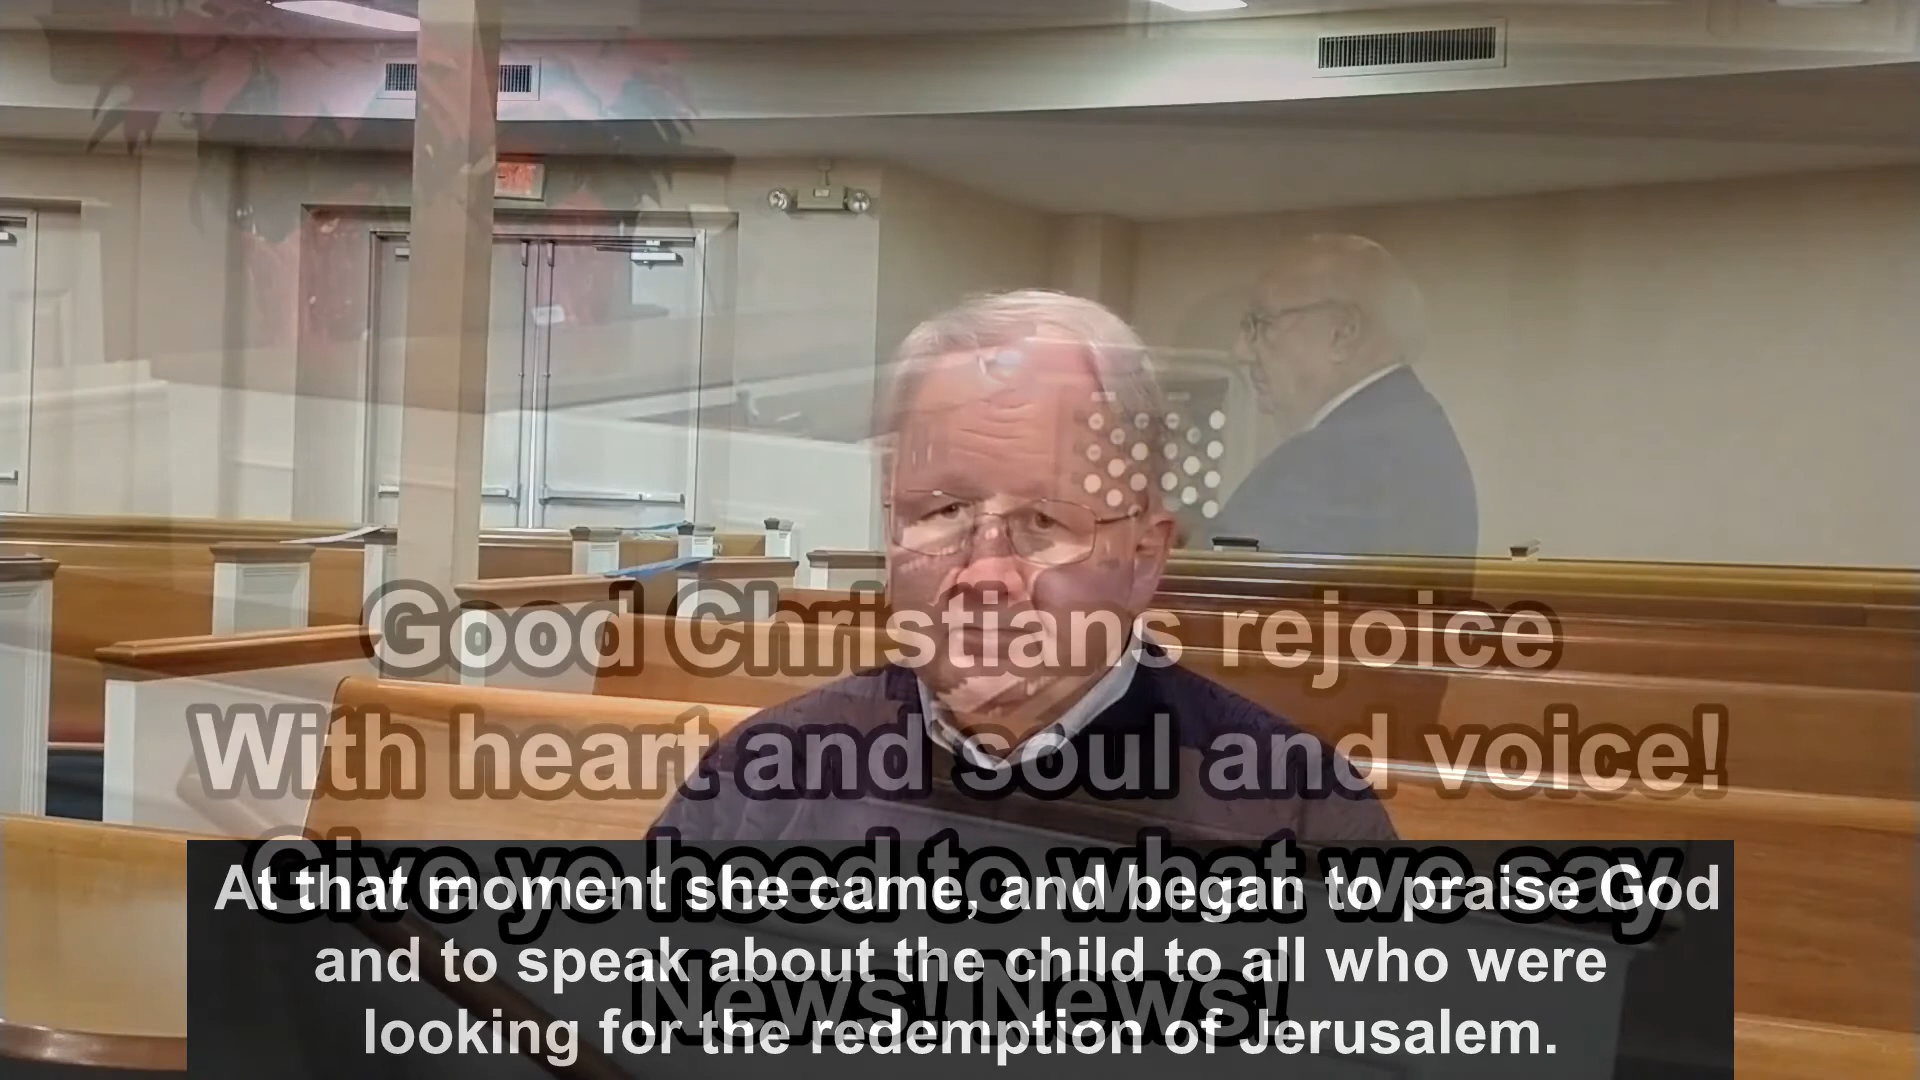 Good Christians rejoice
With heart and soul and voice!
Give ye heed to what we say
News! News!
At that moment she came, and began to praise God
and to speak about the child to all who were
looking for the redemption of Jerusalem.